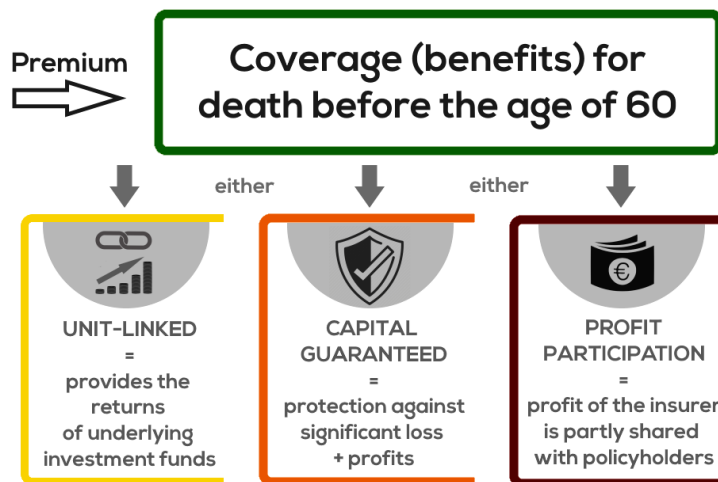 Premium
Coverage (benefits) for
death before the age of 60
either
either
UNIT-LINKED
=
provides the
returns
of underlying
investment funds
CAPITAL
GUARANTEED
=
protection against
significant loss
+ profits
€
PROFIT
PARTICIPATION
=
profit of the insurer
is partly shared
with policyholders